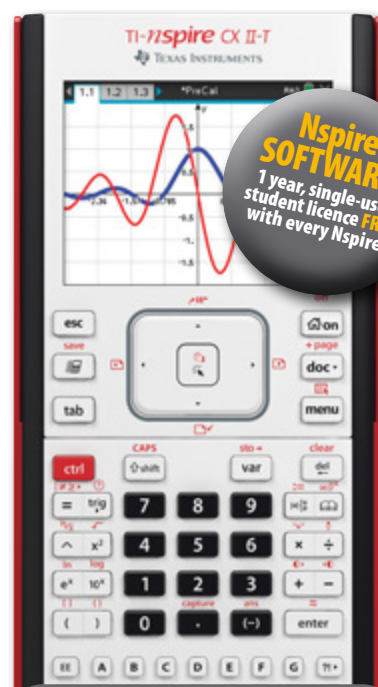 TI-nspire CX II-T
TEXAS INSTRUMENTS
1.1 1.2 1.3 *PreCal
Nspire
SOFTWAR
1 year, single-us
student licence FR
with every Nspire
esc
on
save
+page
doc
tab
menu
CAPS
sto→
clear
ctrl
⇧shift
var
del
= trig 7 8 9
^ x² 4 5 6 × ÷
ln log
eˣ 10ˣ 1 2 3 + −
capture ans
( ) 0 . (−) enter
EE A B C D E F G ?!▸